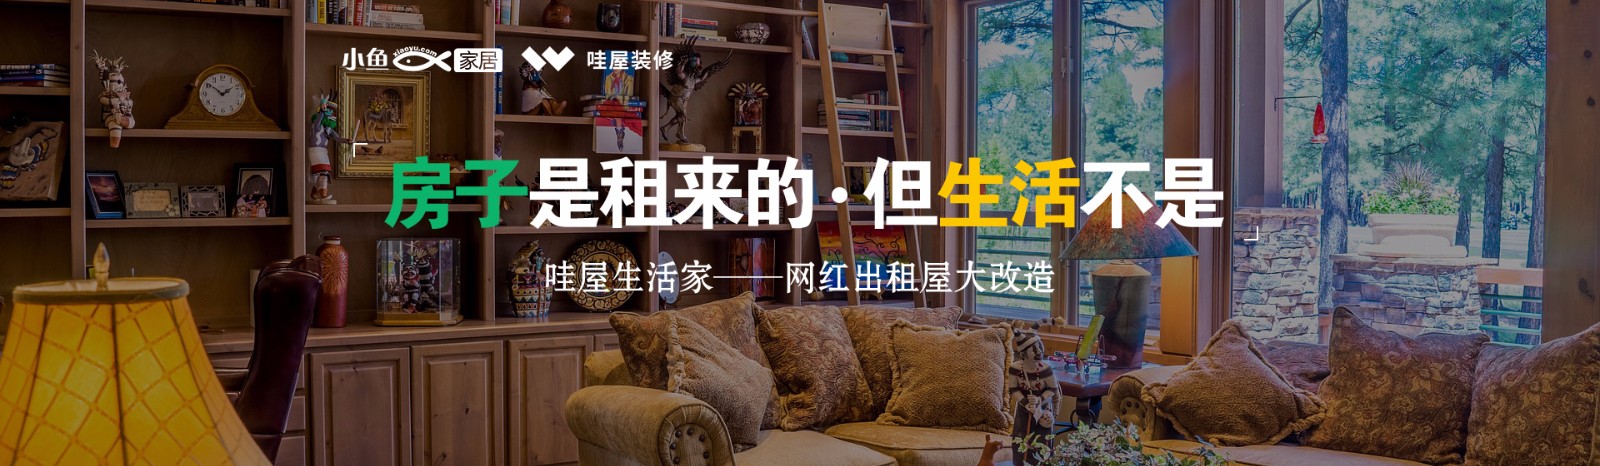 小鱼 xiaoyu.com 家居 哇屋装修
「房子是租来的·但生活不是」
哇屋生活家——网红出租屋大改造